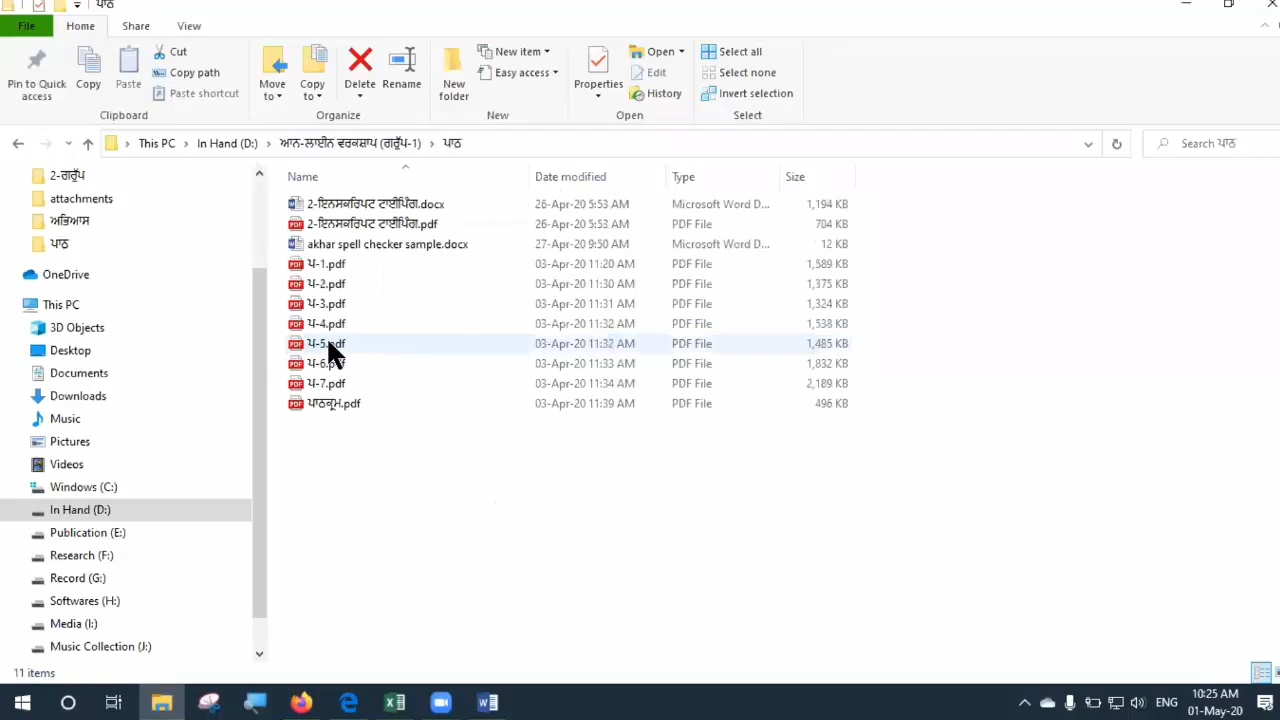 ਪਾਠ
File Home Share View
Pin to Quick access Copy Paste Cut Copy path Paste shortcut Move to Copy to Delete Rename New folder New item Easy access Properties Open Edit History Select all Select none Invert selection
Clipboard Organize New Open Select
This PC > In Hand (D:) > ਆਨ-ਲਾਈਨ ਵਰਕਸ਼ਾਪ (ਗਰੁੱਪ-1) > ਪਾਠ Search ਪਾਠ
Name Date modified Type Size
2-ਇਨਸਕਰਿਪਟ ਟਾਈਪਿੰਗ.docx 26-Apr-20 5:53 AM Microsoft Word D... 1,194 KB
2-ਇਨਸਕਰਿਪਟ ਟਾਈਪਿੰਗ.pdf 26-Apr-20 5:53 AM PDF File 704 KB
akhar spell checker sample.docx 27-Apr-20 9:50 AM Microsoft Word D... 12 KB
ਪ-1.pdf 03-Apr-20 11:20 AM PDF File 1,589 KB
ਪ-2.pdf 03-Apr-20 11:30 AM PDF File 1,375 KB
ਪ-3.pdf 03-Apr-20 11:31 AM PDF File 1,324 KB
ਪ-4.pdf 03-Apr-20 11:32 AM PDF File 1,538 KB
ਪ-5.pdf 03-Apr-20 11:32 AM PDF File 1,485 KB
ਪ-6.pdf 03-Apr-20 11:33 AM PDF File 1,832 KB
ਪ-7.pdf 03-Apr-20 11:34 AM PDF File 2,189 KB
ਪਾਠਕ੍ਰਮ.pdf 03-Apr-20 11:39 AM PDF File 496 KB
2-ਗਰੁੱਪ
attachments
ਅਭਿਆਸ
ਪਾਠ
OneDrive
This PC
3D Objects
Desktop
Documents
Downloads
Music
Pictures
Videos
Windows (C:)
In Hand (D:)
Publication (E:)
Research (F:)
Record (G:)
Softwares (H:)
Media (I:)
Music Collection (J:)
11 items
ENG 10:25 AM
01-May-20